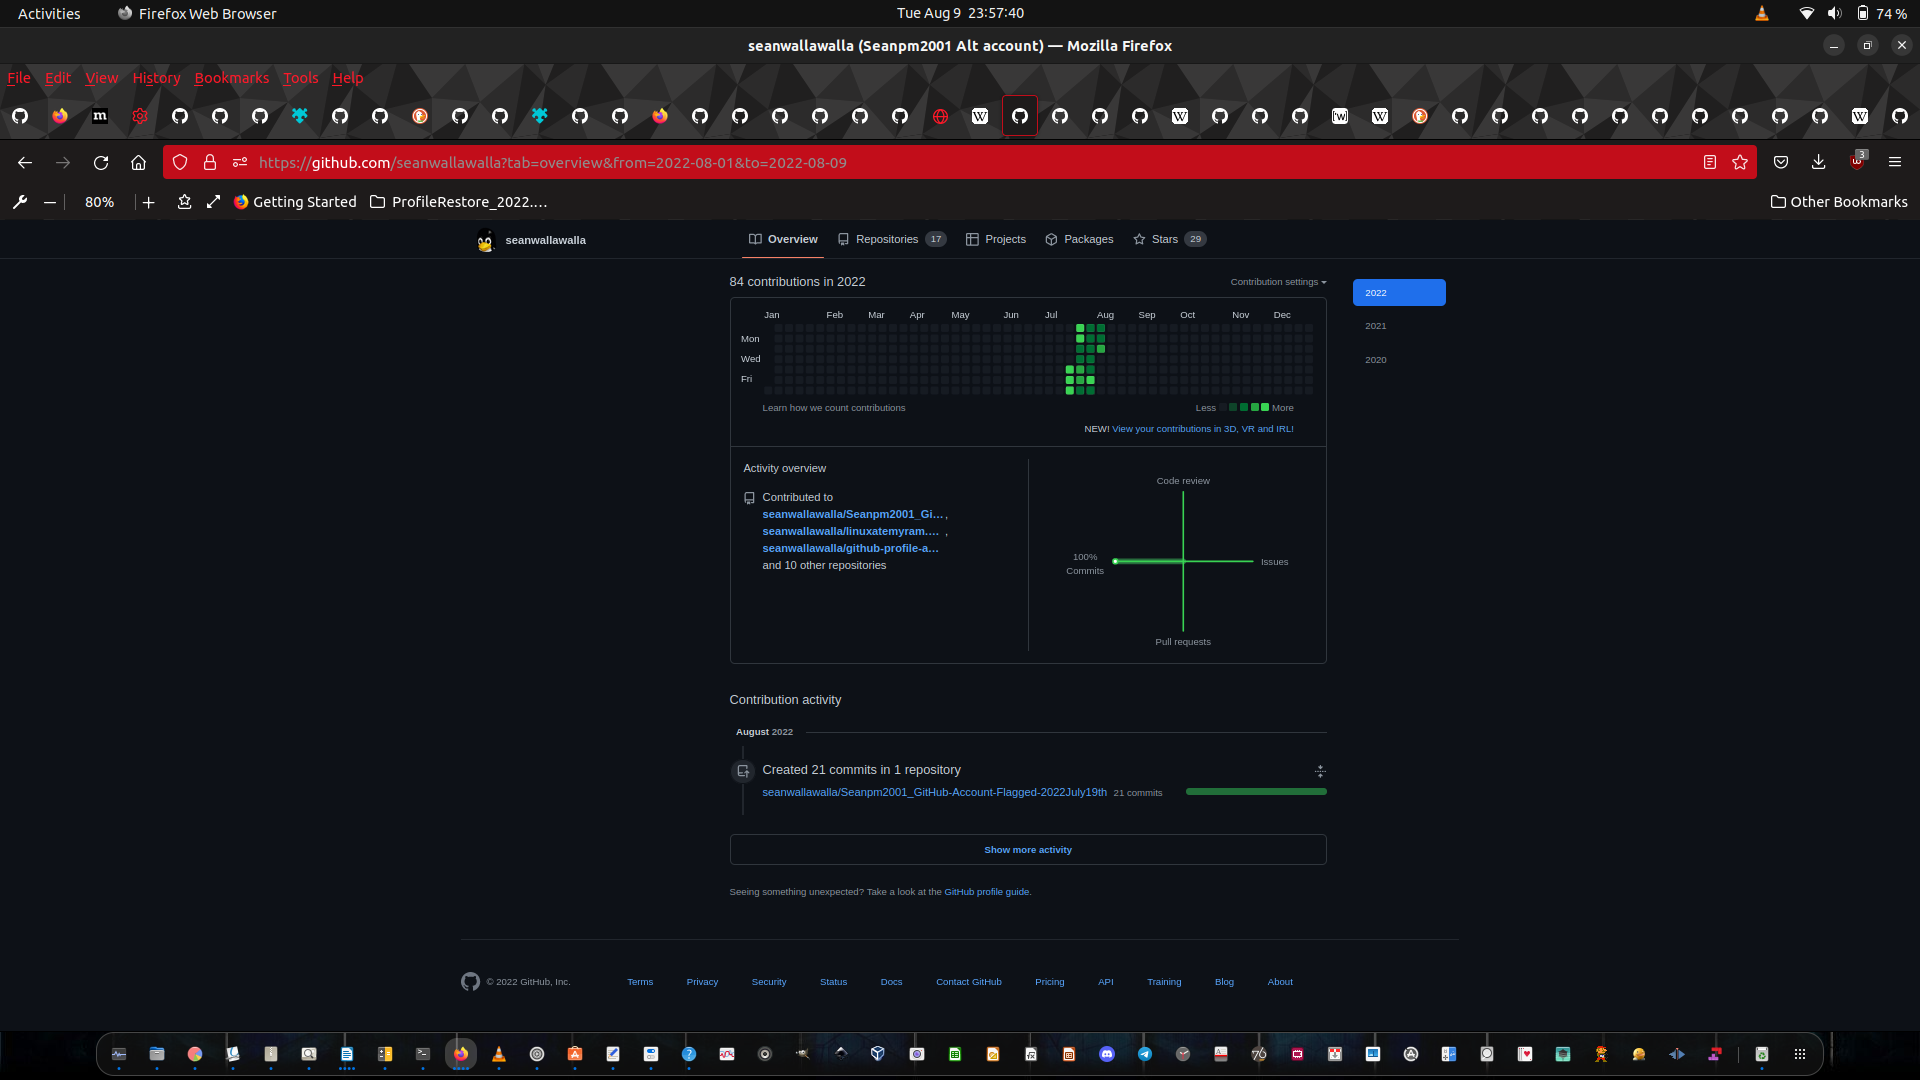 Activities Firefox Web Browser Tue Aug 9 23:57:40 74 %
seanwallawalla (Seanpm2001 Alt account) — Mozilla Firefox
File Edit View History Bookmarks Tools Help
https://github.com/seanwallawalla?tab=overview&from=2022-08-01&to=2022-08-09 3
80% Getting Started ProfileRestore_2022.… Other Bookmarks
seanwallawalla Overview Repositories 17 Projects Packages Stars 29
84 contributions in 2022 Contribution settings 2022
Jan Feb Mar Apr May Jun Jul Aug Sep Oct Nov Dec
2021
Mon
Wed
2020
Fri
Learn how we count contributions Less More
NEW! View your contributions in 3D, VR and IRL!
Activity overview
Code review
Contributed to
seanwallawalla/Seanpm2001_Gi…,
seanwallawalla/linuxatemyram.… ,
seanwallawalla/github-profile-a…
100%
Commits
Issues
and 10 other repositories
Pull requests
Contribution activity
August 2022
Created 21 commits in 1 repository
seanwallawalla/Seanpm2001_GitHub-Account-Flagged-2022July19th 21 commits
Show more activity
Seeing something unexpected? Take a look at the GitHub profile guide.
© 2022 GitHub, Inc. Terms Privacy Security Status Docs Contact GitHub Pricing API Training Blog About